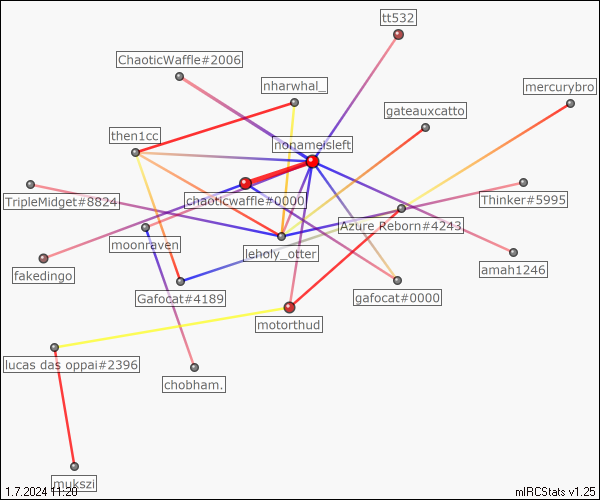 tt532
ChaoticWaffle#2006
nharwhal_
mercurybro
gateauxcatto
then1cc
nonameisleft
TripleMidget#8824
chaoticwaffle#0000
Thinker#5995
Azure Reborn#4243
moonraven
leholy_otter
fakedingo
amah1246
Gafocat#4189
gafocat#0000
motorthud
lucas das oppai#2396
chobham.
mukszi
1.7.2024 11:20
mIRCStats v1.25